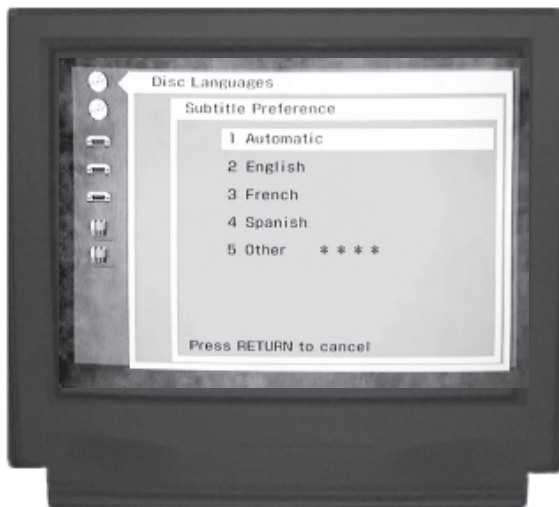 Disc Languages
Subtitle Preference
1 Automatic
2 English
3 French
4 Spanish
5 Other * * * *
Press RETURN to cancel